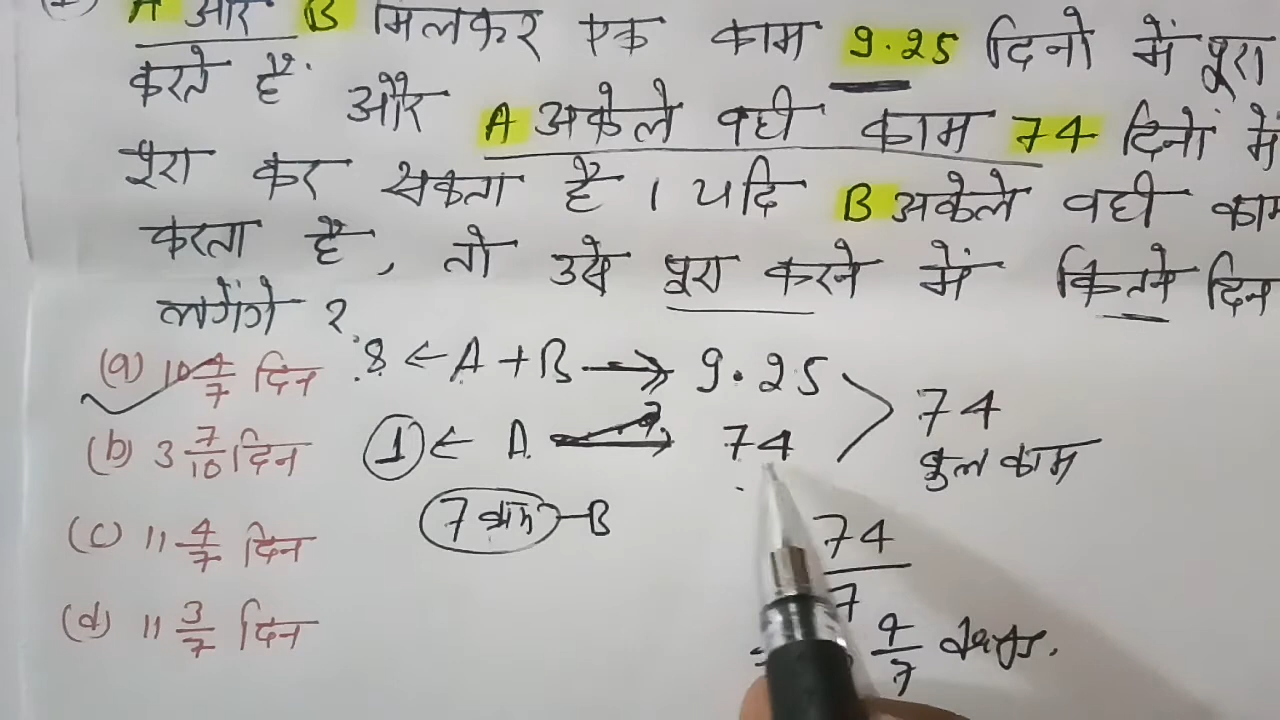 A और B मिलकर एक काम 9.25 दिनो में पूरा
करते है और A अकेले वही काम 74 दिनों में
पूरा कर सकता है । यदि B अकेले वही काम
करता है, तो उसे पूरा करने में कितने दिन
लगेंगे ?
(a) 10 4/7 दिन
8 ← A + B → 9.25
74
कुल काम
(b) 3 7/10 दिन
1 ← A → 74
7 काम - B
(c) 11 4/7 दिन
74/7
(d) 11 3/7 दिन
4/7 days.